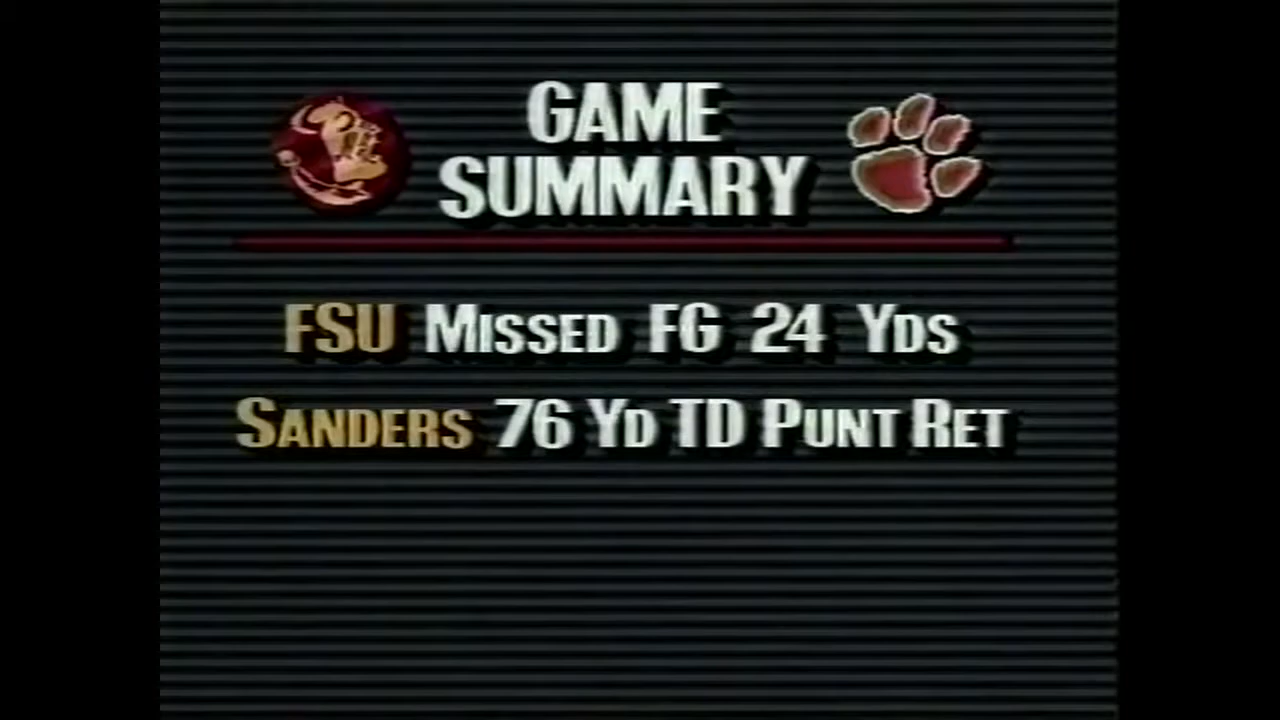 GAME
SUMMARY
FSU MISSED FG 24 YDS
SANDERS 76 YD TD PUNT RET